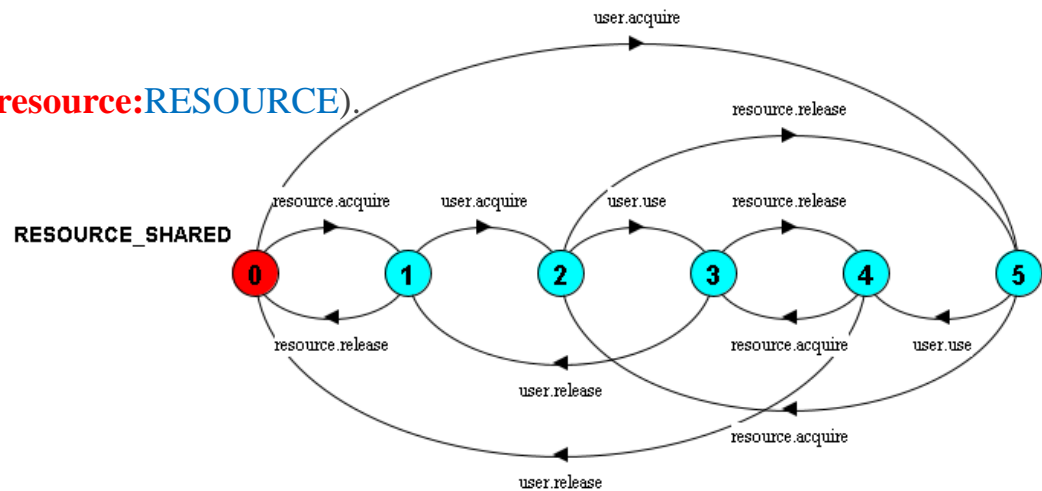 user.acquire
resource:RESOURCE).
resource.release
resource.acquire user.acquire user.use resource.release
RESOURCE_SHARED
0 1 2 3 4 5
resource.release resource.acquire user.use
user.release
resource.acquire
user.release